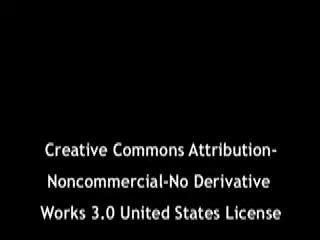 Creative Commons Attribution-
Noncommercial-No Derivative
Works 3.0 United States License